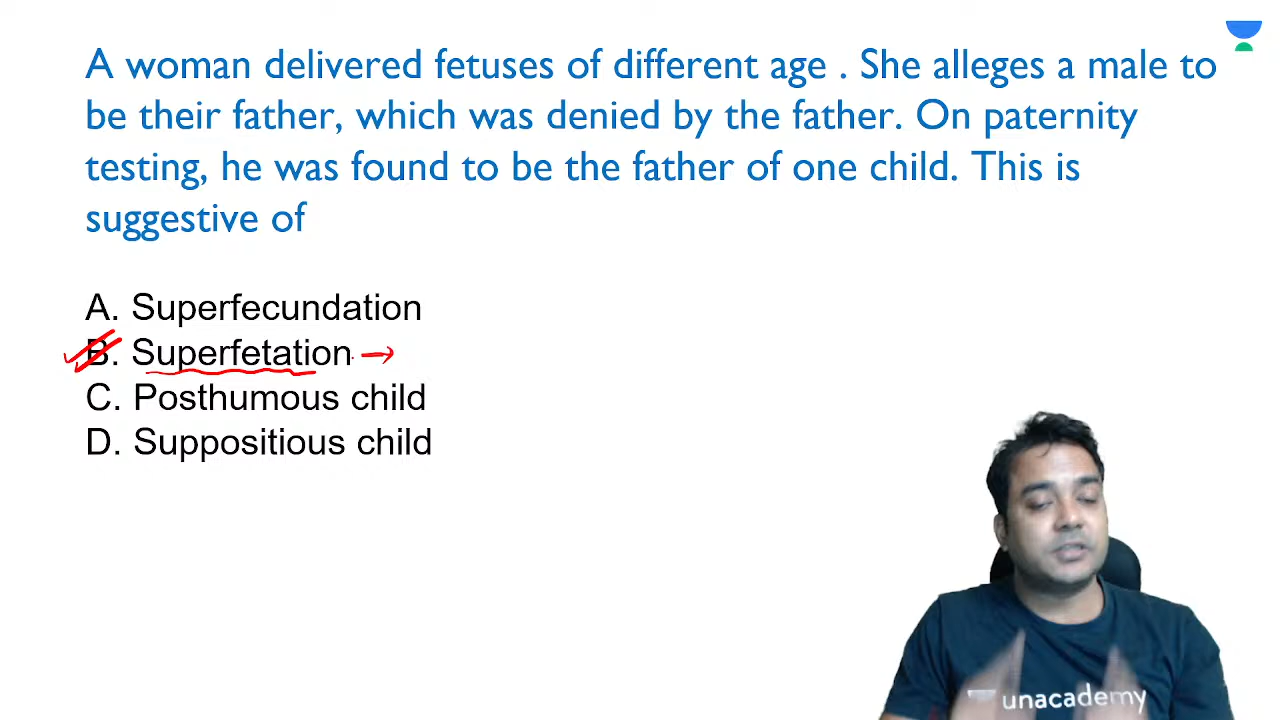 A woman delivered fetuses of different age . She alleges a male to
be their father, which was denied by the father. On paternity
testing, he was found to be the father of one child. This is
suggestive of
A. Superfecundation
B. Superfetation
C. Posthumous child
D. Suppositious child
unacademy